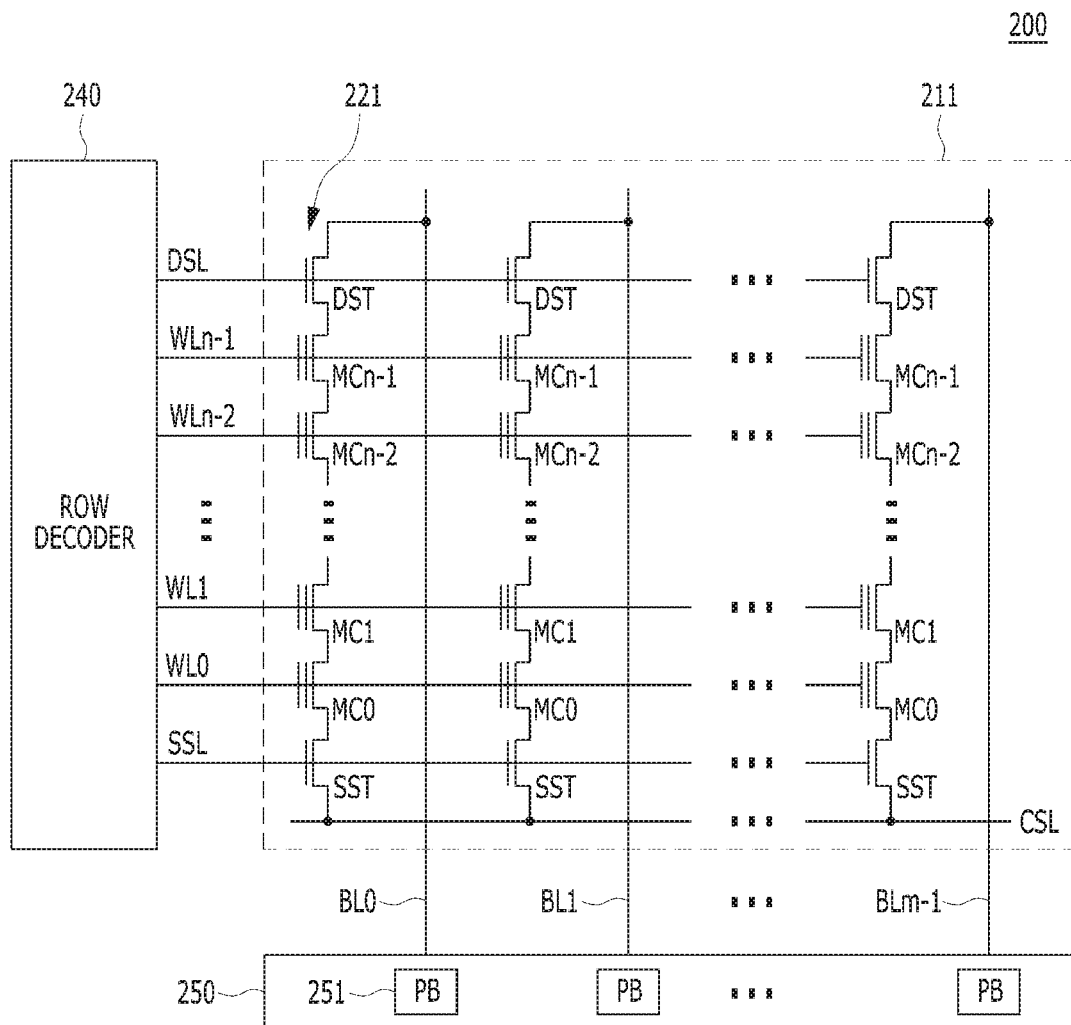 200
240
221
211
DSL
DST
DST
DST
WLn-1
MCn-1
MCn-1
MCn-1
WLn-2
MCn-2
MCn-2
MCn-2
ROW
DECODER
WL1
MC1
MC1
MC1
WL0
MC0
MC0
MC0
SSL
SST
SST
SST
CSL
BL0
BL1
BLm-1
250
251
PB
PB
PB